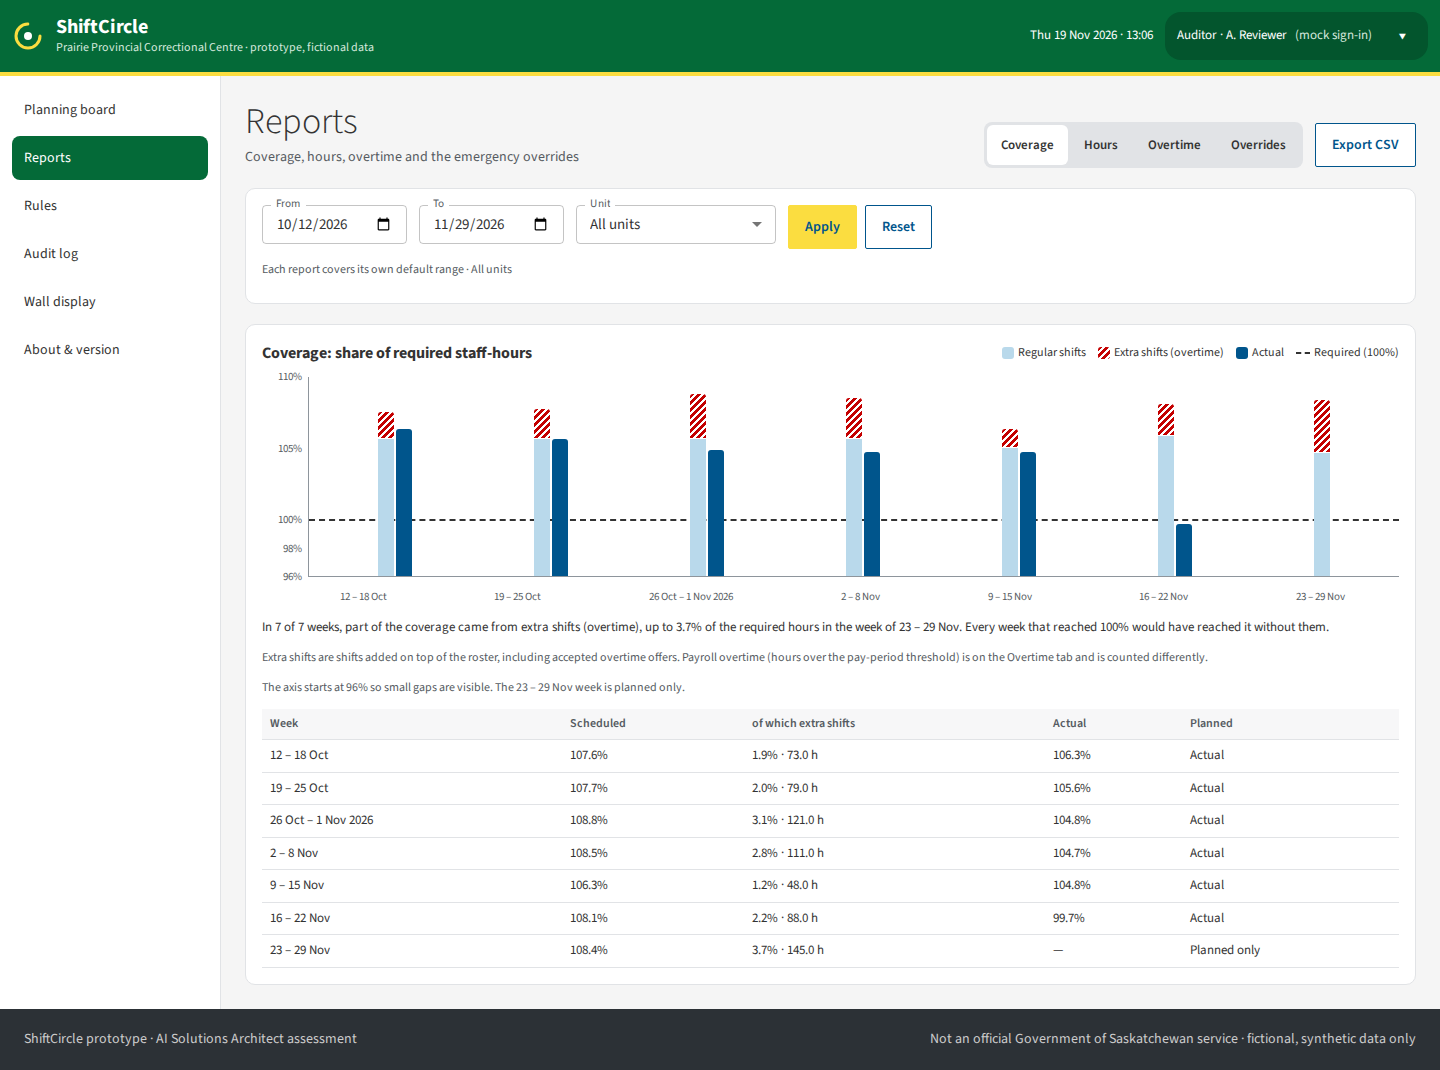 ShiftCircle
Prairie Provincial Correctional Centre · prototype, fictional data
Thu 19 Nov 2026 · 13:06
Auditor · A. Reviewer (mock sign-in)
Planning board
Reports
Rules
Audit log
Wall display
About & version
Reports
Coverage, hours, overtime and the emergency overrides
Coverage Hours Overtime Overrides
Export CSV
From
10/12/2026
To
11/29/2026
Unit
All units
Apply
Reset
Each report covers its own default range · All units
Coverage: share of required staff-hours
Regular shifts Extra shifts (overtime) Actual Required (100%)
110%
105%
100%
98%
96%
12 – 18 Oct 19 – 25 Oct 26 Oct – 1 Nov 2026 2 – 8 Nov 9 – 15 Nov 16 – 22 Nov 23 – 29 Nov
In 7 of 7 weeks, part of the coverage came from extra shifts (overtime), up to 3.7% of the required hours in the week of 23 – 29 Nov. Every week that reached 100% would have reached it without them.
Extra shifts are shifts added on top of the roster, including accepted overtime offers. Payroll overtime (hours over the pay-period threshold) is on the Overtime tab and is counted differently.
The axis starts at 96% so small gaps are visible. The 23 – 29 Nov week is planned only.
Week Scheduled of which extra shifts Actual Planned
12 – 18 Oct 107.6% 1.9% · 73.0 h 106.3% Actual
19 – 25 Oct 107.7% 2.0% · 79.0 h 105.6% Actual
26 Oct – 1 Nov 2026 108.8% 3.1% · 121.0 h 104.8% Actual
2 – 8 Nov 108.5% 2.8% · 111.0 h 104.7% Actual
9 – 15 Nov 106.3% 1.2% · 48.0 h 104.8% Actual
16 – 22 Nov 108.1% 2.2% · 88.0 h 99.7% Actual
23 – 29 Nov 108.4% 3.7% · 145.0 h — Planned only
ShiftCircle prototype · AI Solutions Architect assessment
Not an official Government of Saskatchewan service · fictional, synthetic data only